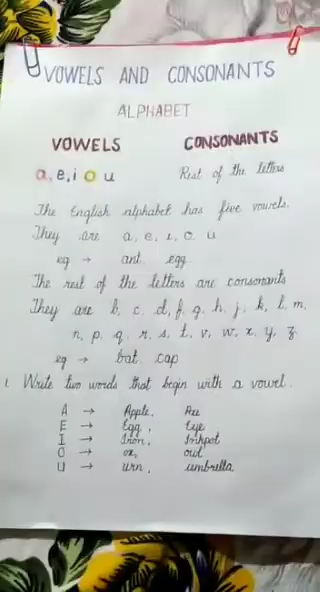 VOWELS AND CONSONANTS
ALPHABET
VOWELS CONSONANTS
a, e, i o u Rest of the letters
The English alphabet has five vowels.
They are a, e, i, o u
eg → ant. egg
The rest of the letters are consonants
They are b, c, d, f, g, h, j, k, l, m,
n, p, q, r, s, t, v, w, x, y, z
eg → bat. cap
1. Write two words that begin with a vowel.
A → Apple, Axe
E → Egg, Eye
I → Iron, Inkpot
O → ox, owl
U → urn, umbrella